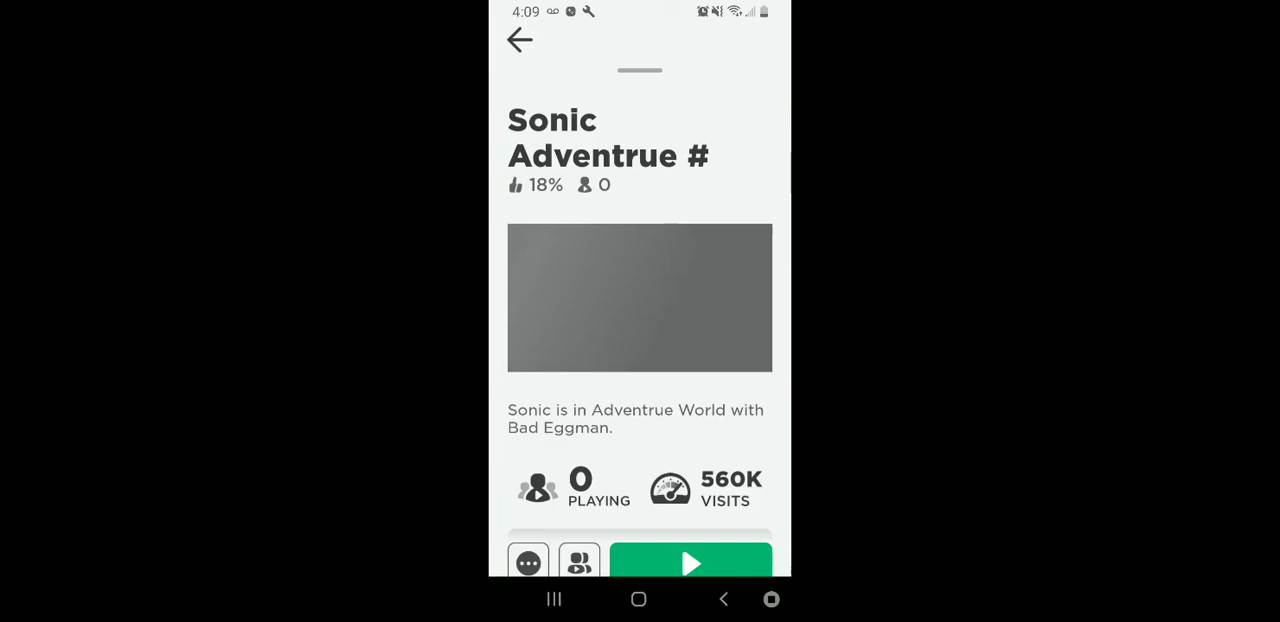 4:09
Sonic
Adventrue #
18% 0
Sonic is in Adventrue World with
Bad Eggman.
0
PLAYING
560K
VISITS